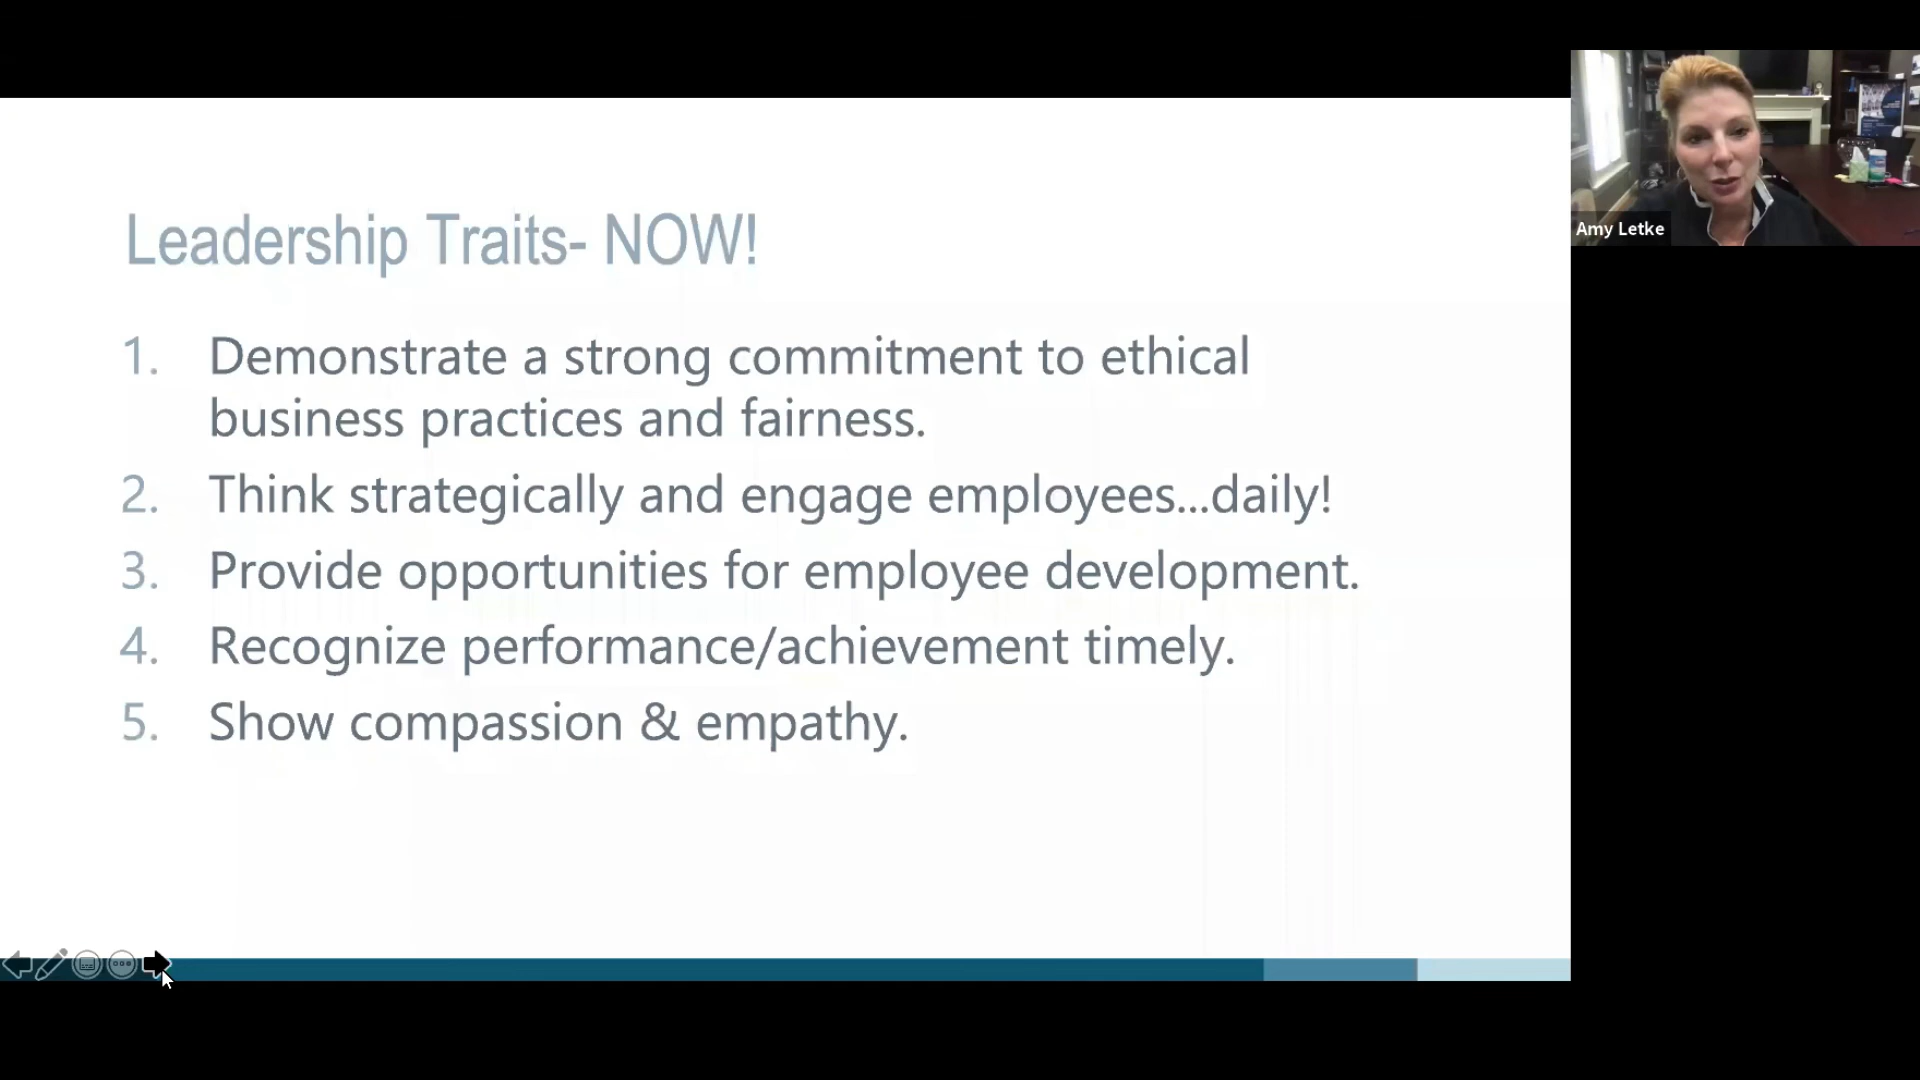 Leadership Traits- NOW!
1. Demonstrate a strong commitment to ethical
business practices and fairness.
2. Think strategically and engage employees...daily!
3. Provide opportunities for employee development.
4. Recognize performance/achievement timely.
5. Show compassion & empathy.
Amy Letke